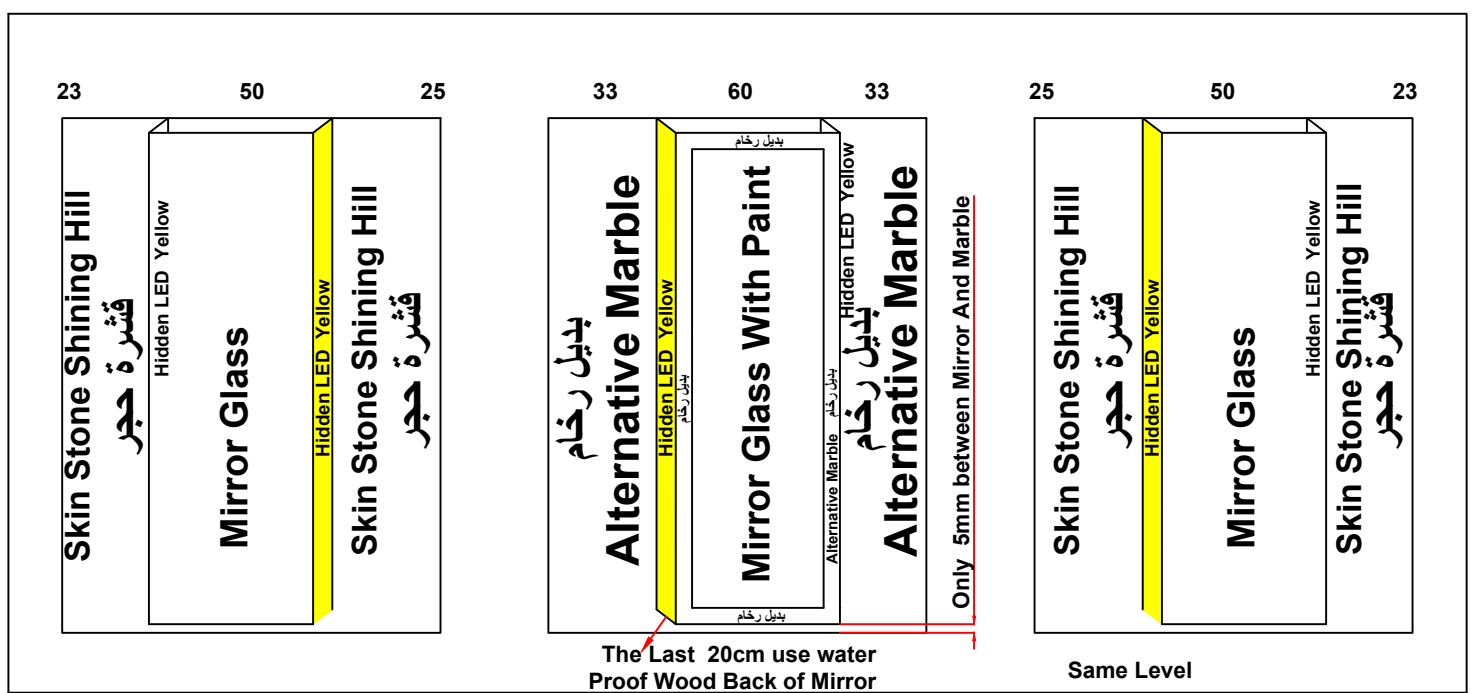 23
50
25
33
60
33
25
50
23
Skin Stone Shining Hill
قشرة حجر
Hidden LED Yellow
Mirror Glass
Hidden LED Yellow
Skin Stone Shining Hill
قشرة حجر
بديل رخام
Alternative Marble
Hidden LED Yellow
بديل رخام
بديل رخام
Mirror Glass With Paint
بديل رخام
Alternative Marble بديل رخام
Hidden LED Yellow
بديل رخام
Alternative Marble
Only 5mm between Mirror And Marble
Skin Stone Shining Hill
قشرة حجر
Hidden LED Yellow
Mirror Glass
Hidden LED Yellow
Skin Stone Shining Hill
قشرة حجر
The Last 20cm use water
Proof Wood Back of Mirror
Same Level